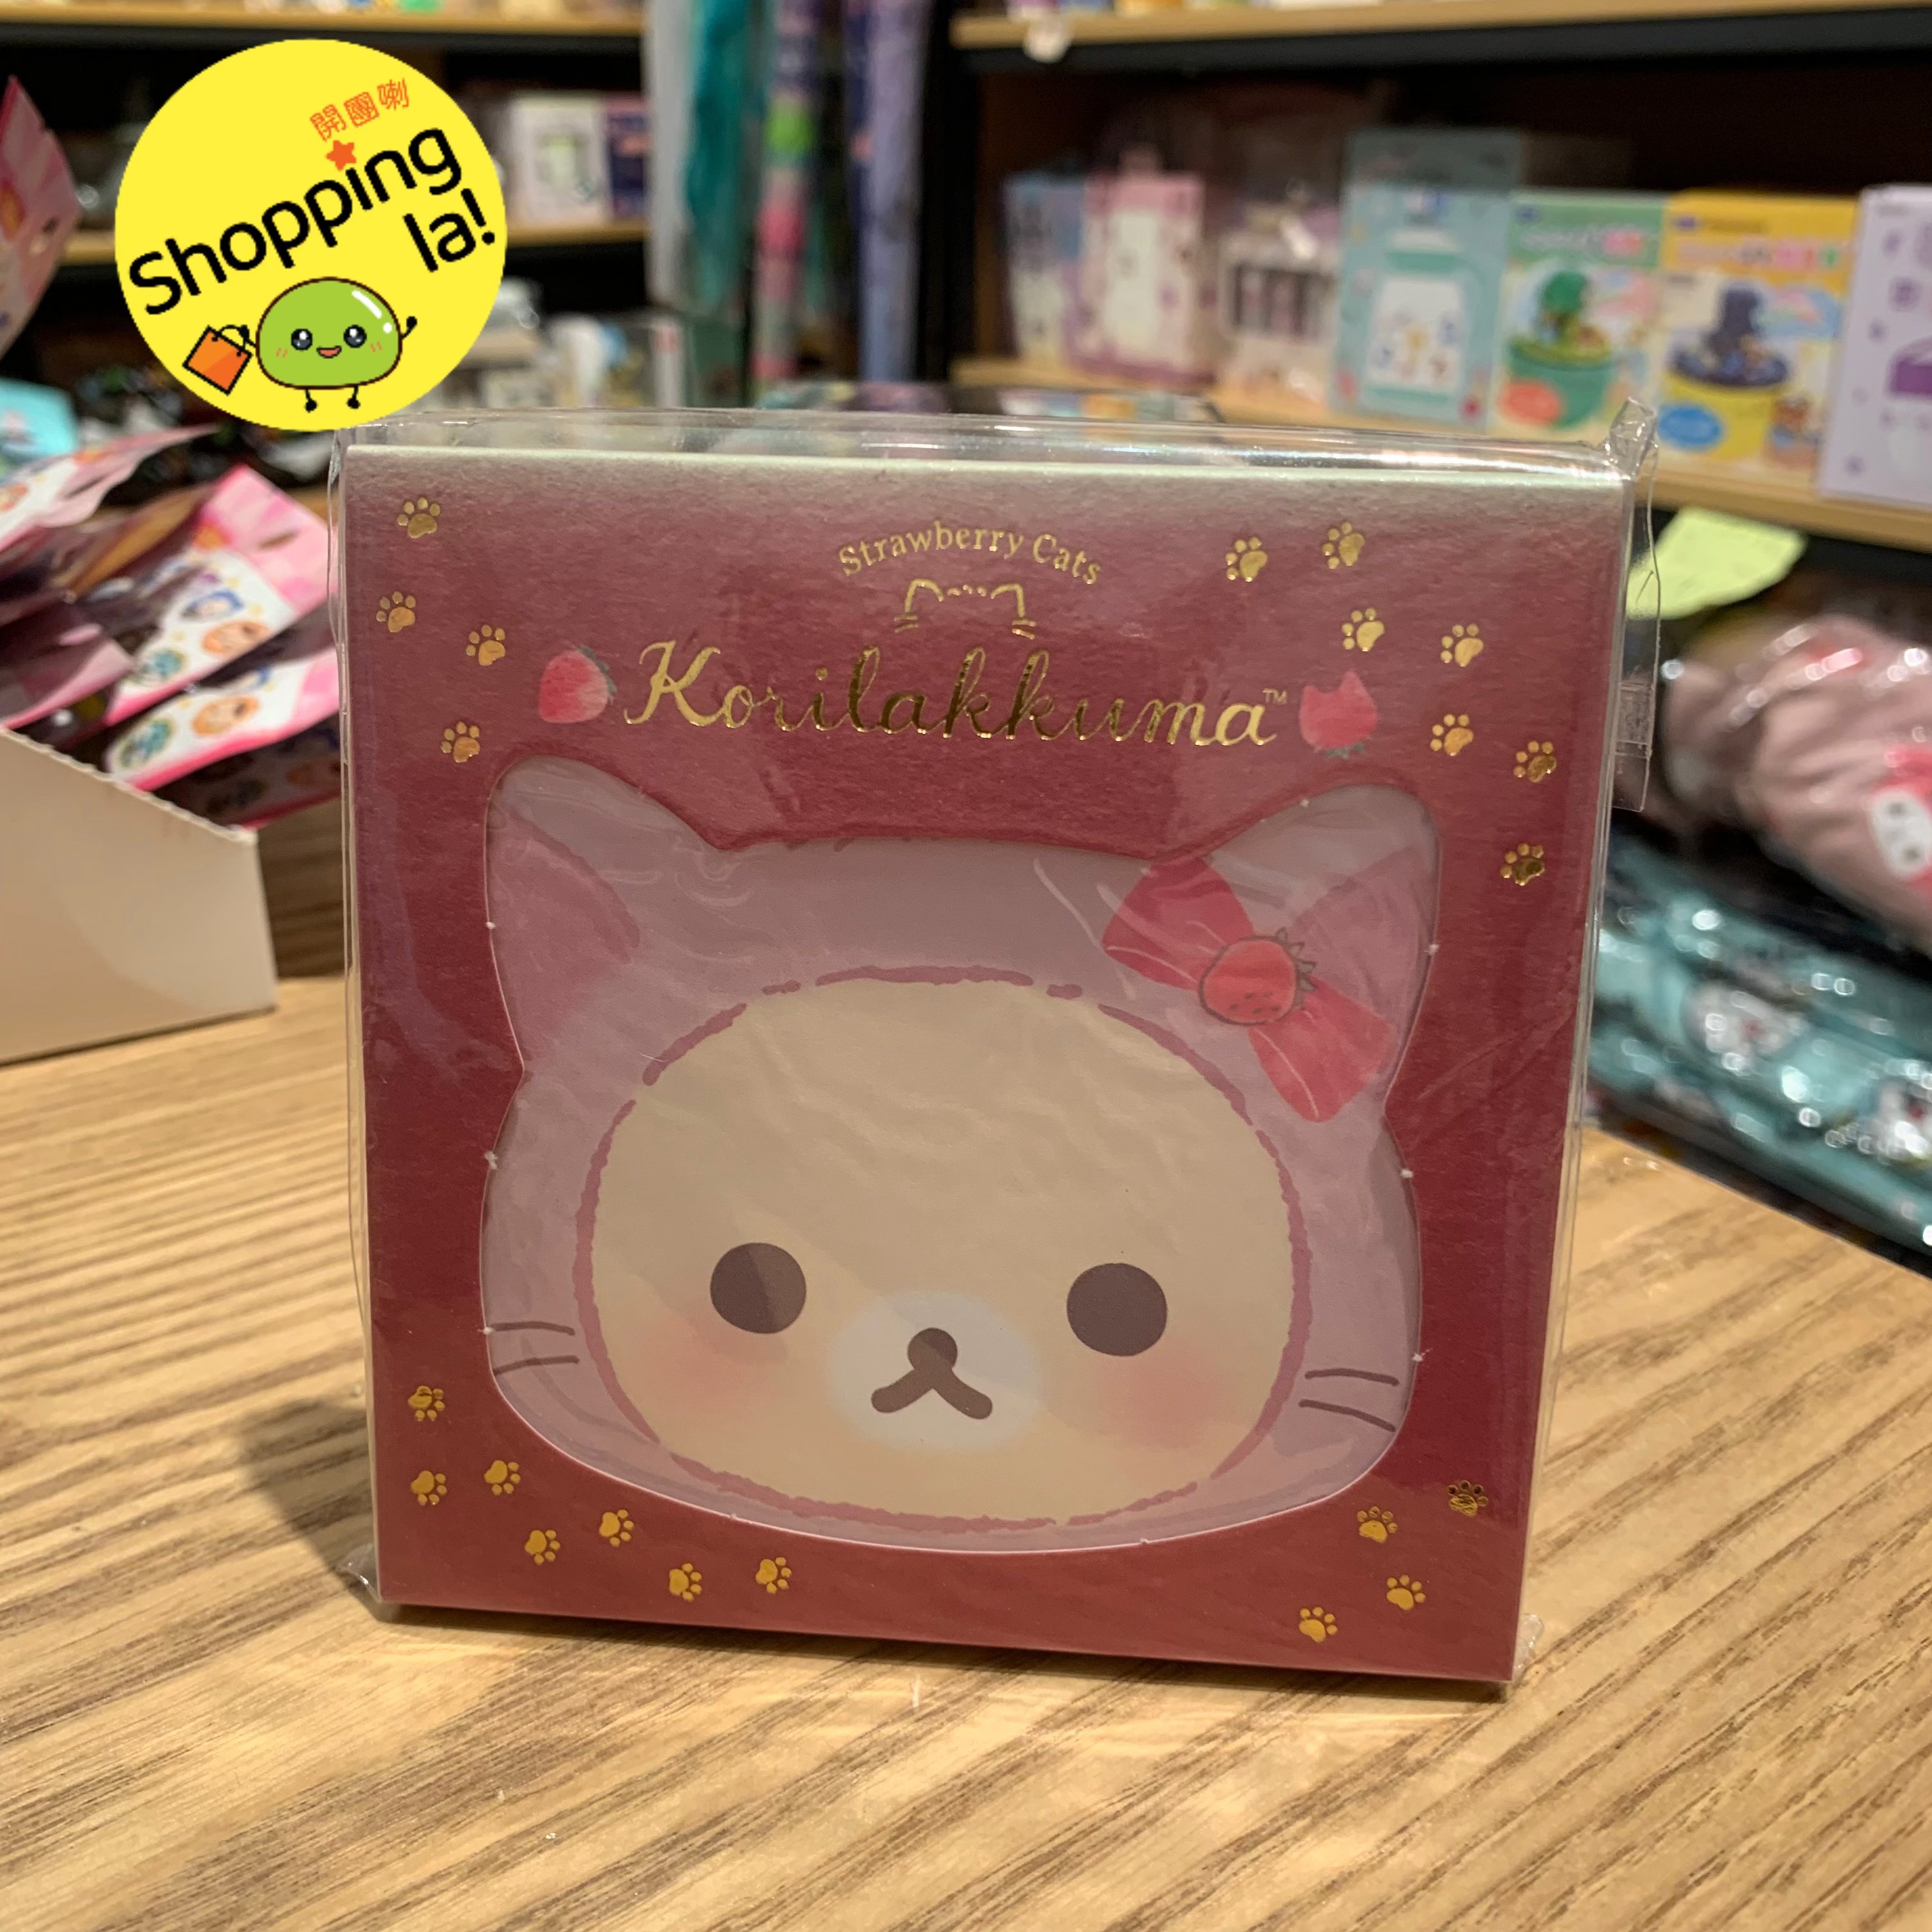 開團喇
Shopping
la!
Strawberry Cats
Korilakkuma™